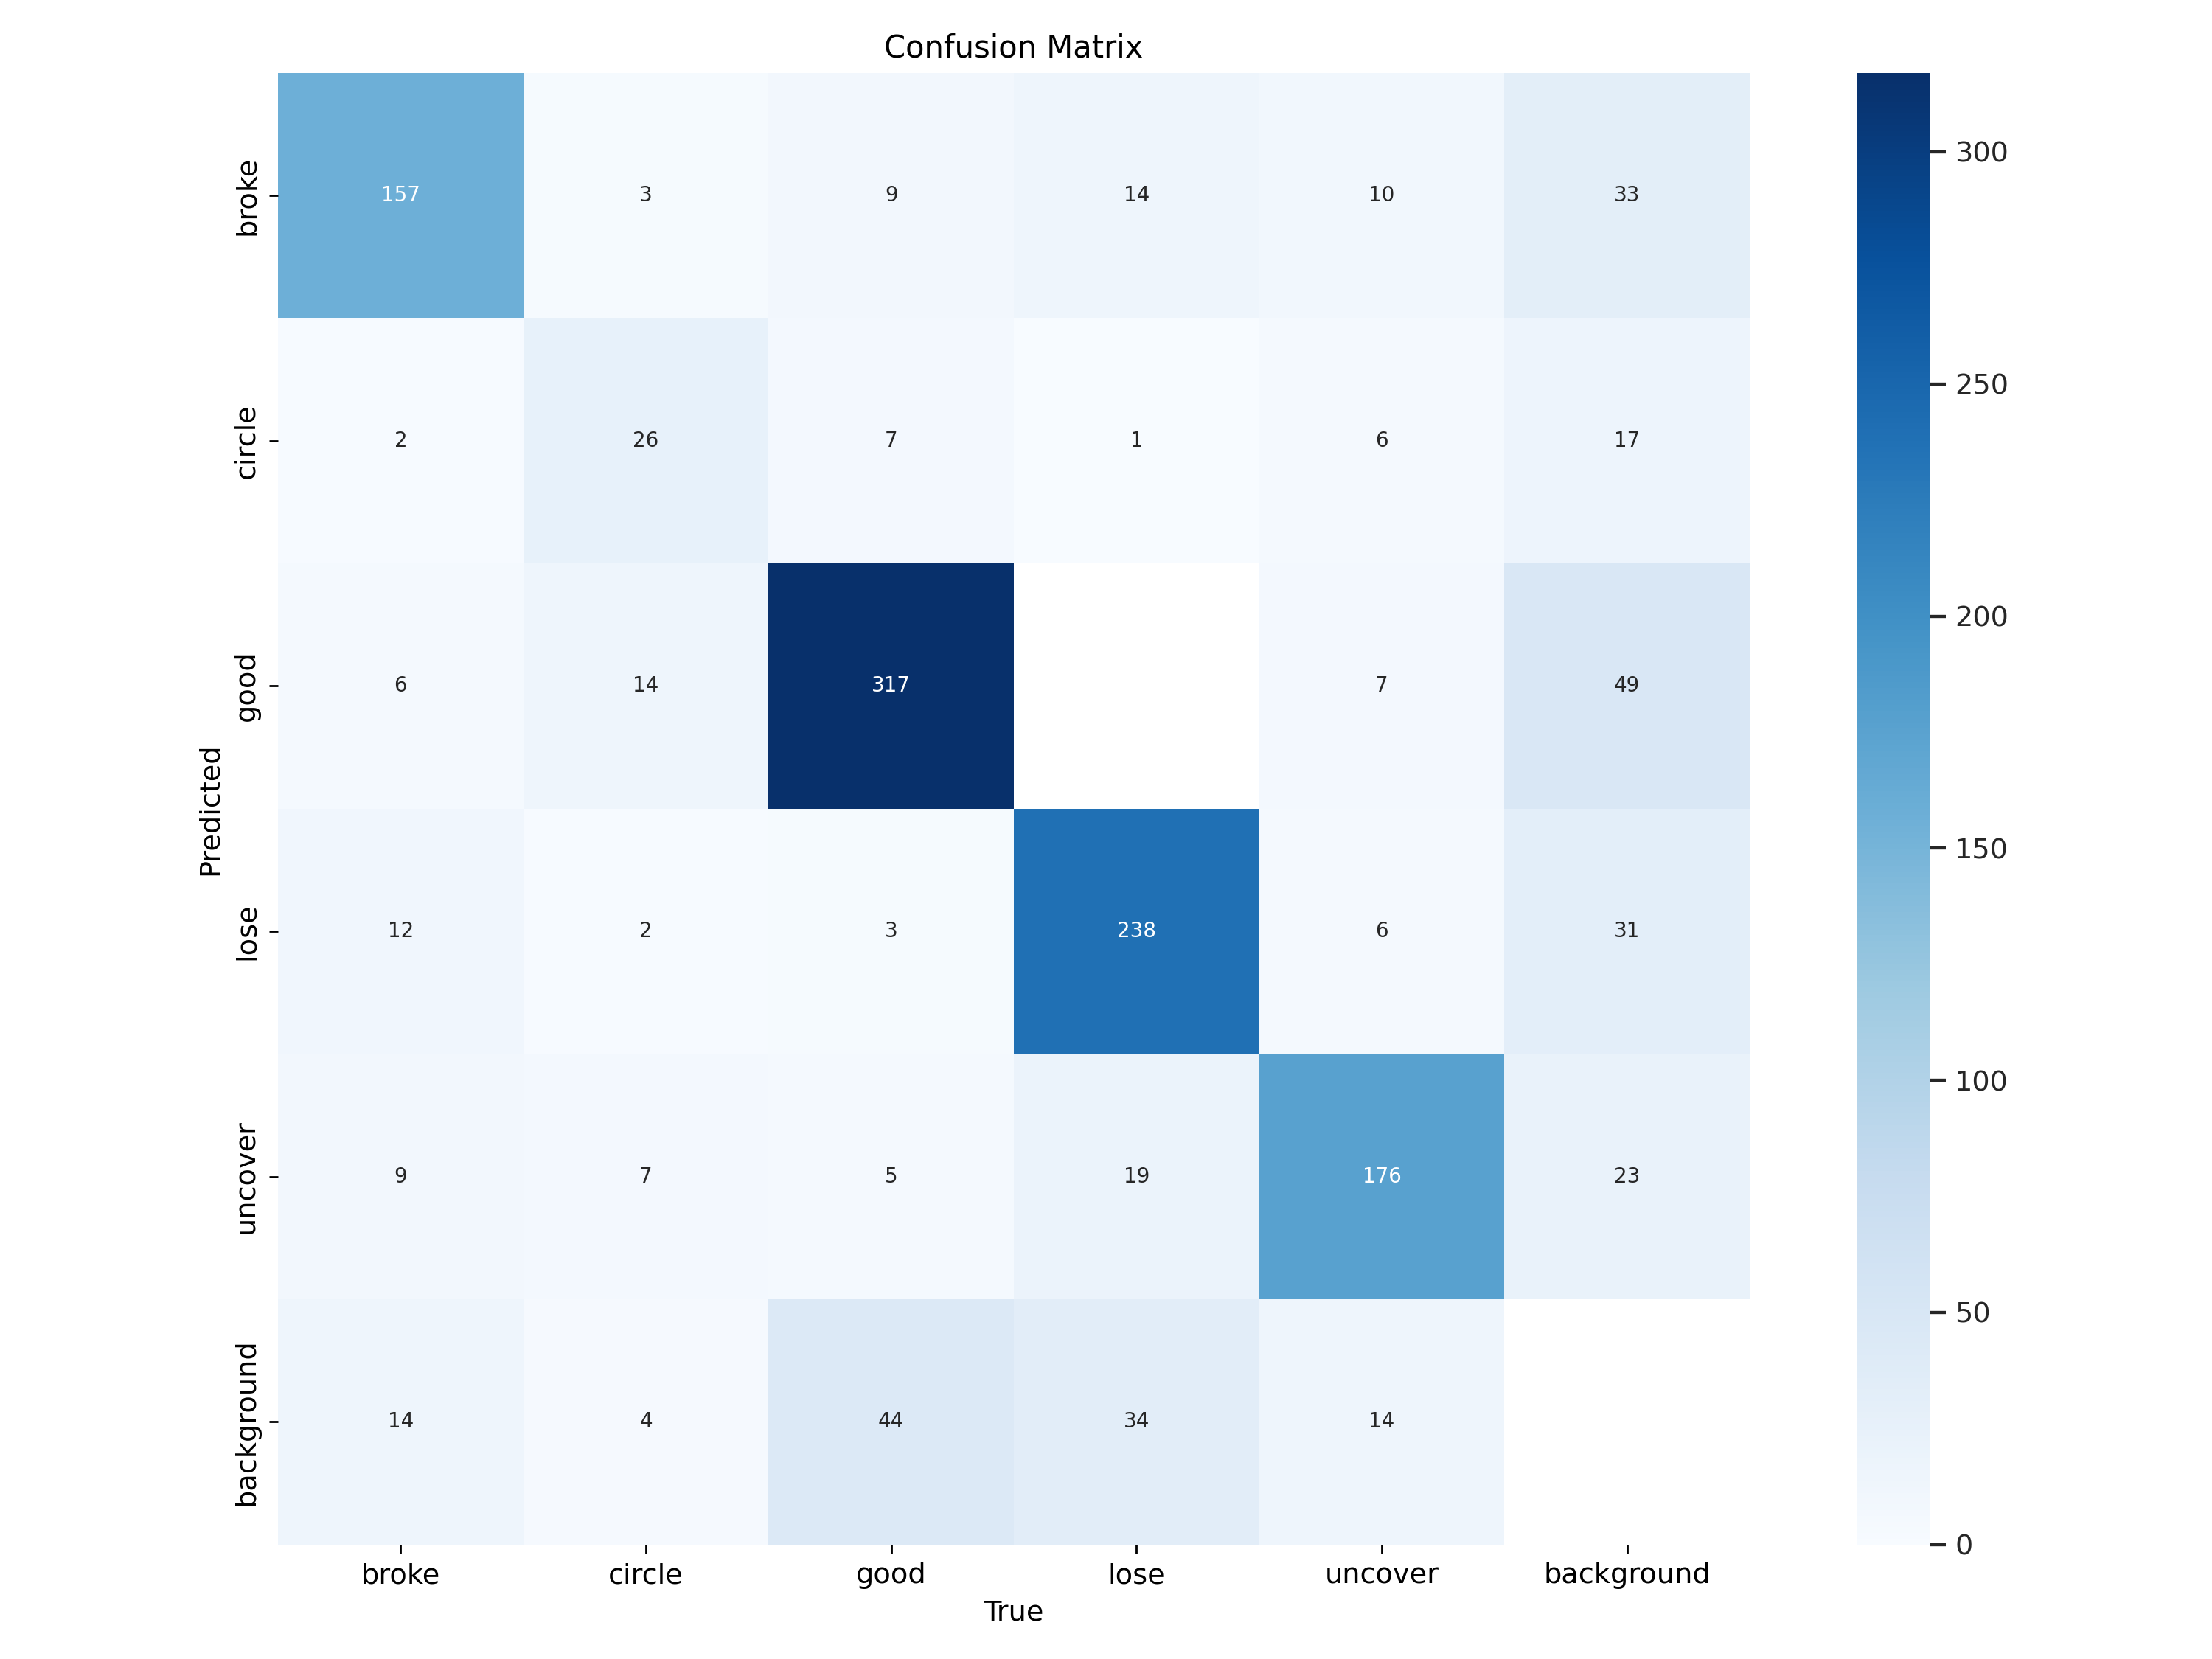 Confusion Matrix
broke 157 3 9 14 10 33
circle 2 26 7 1 6 17
good 6 14 317 7 49
lose 12 2 3 238 6 31
uncover 9 7 5 19 176 23
background 14 4 44 34 14
broke circle good lose uncover background
True
Predicted
300
250
200
150
100
50
0